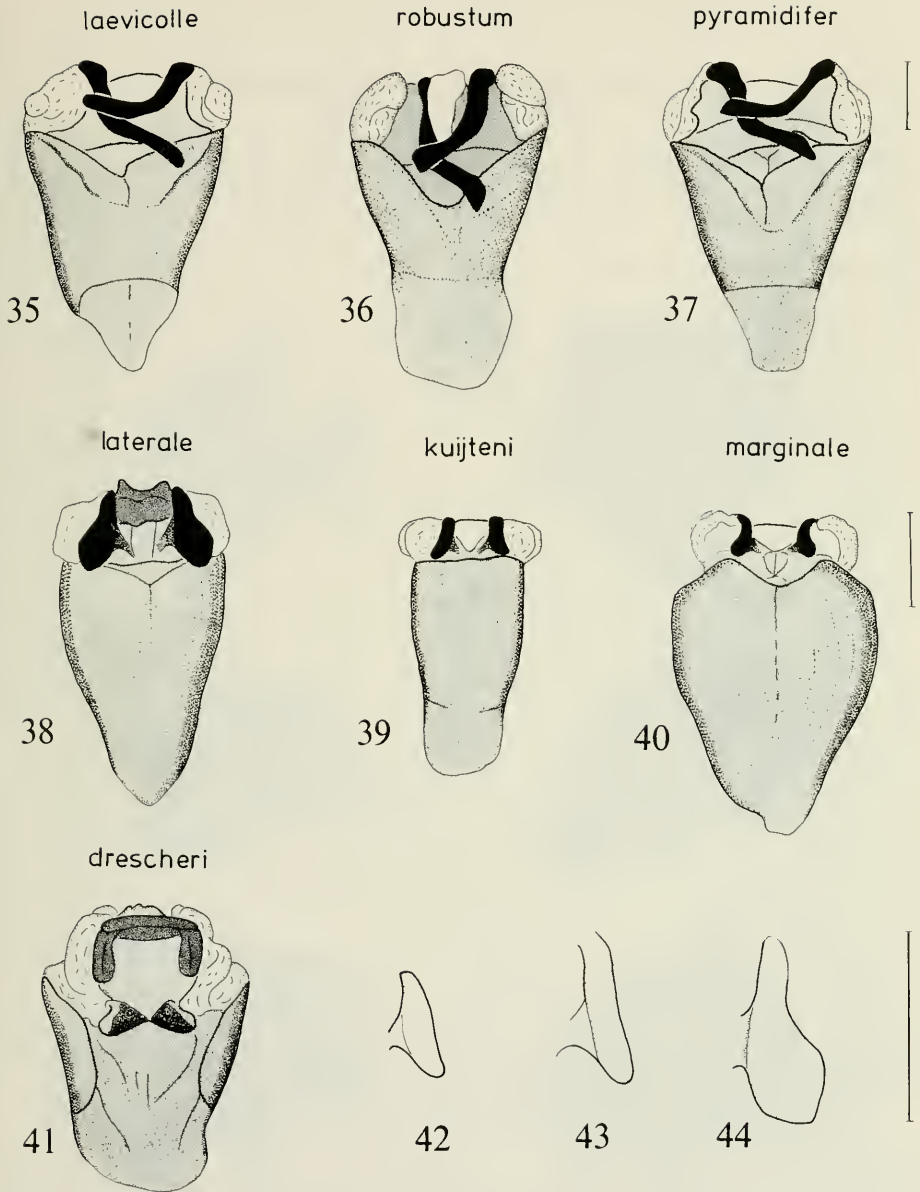 laevicolle robustum pyramidifer
35 36 37
laterale kuijteni marginale
38 39 40
drescheri
41 42 43 44